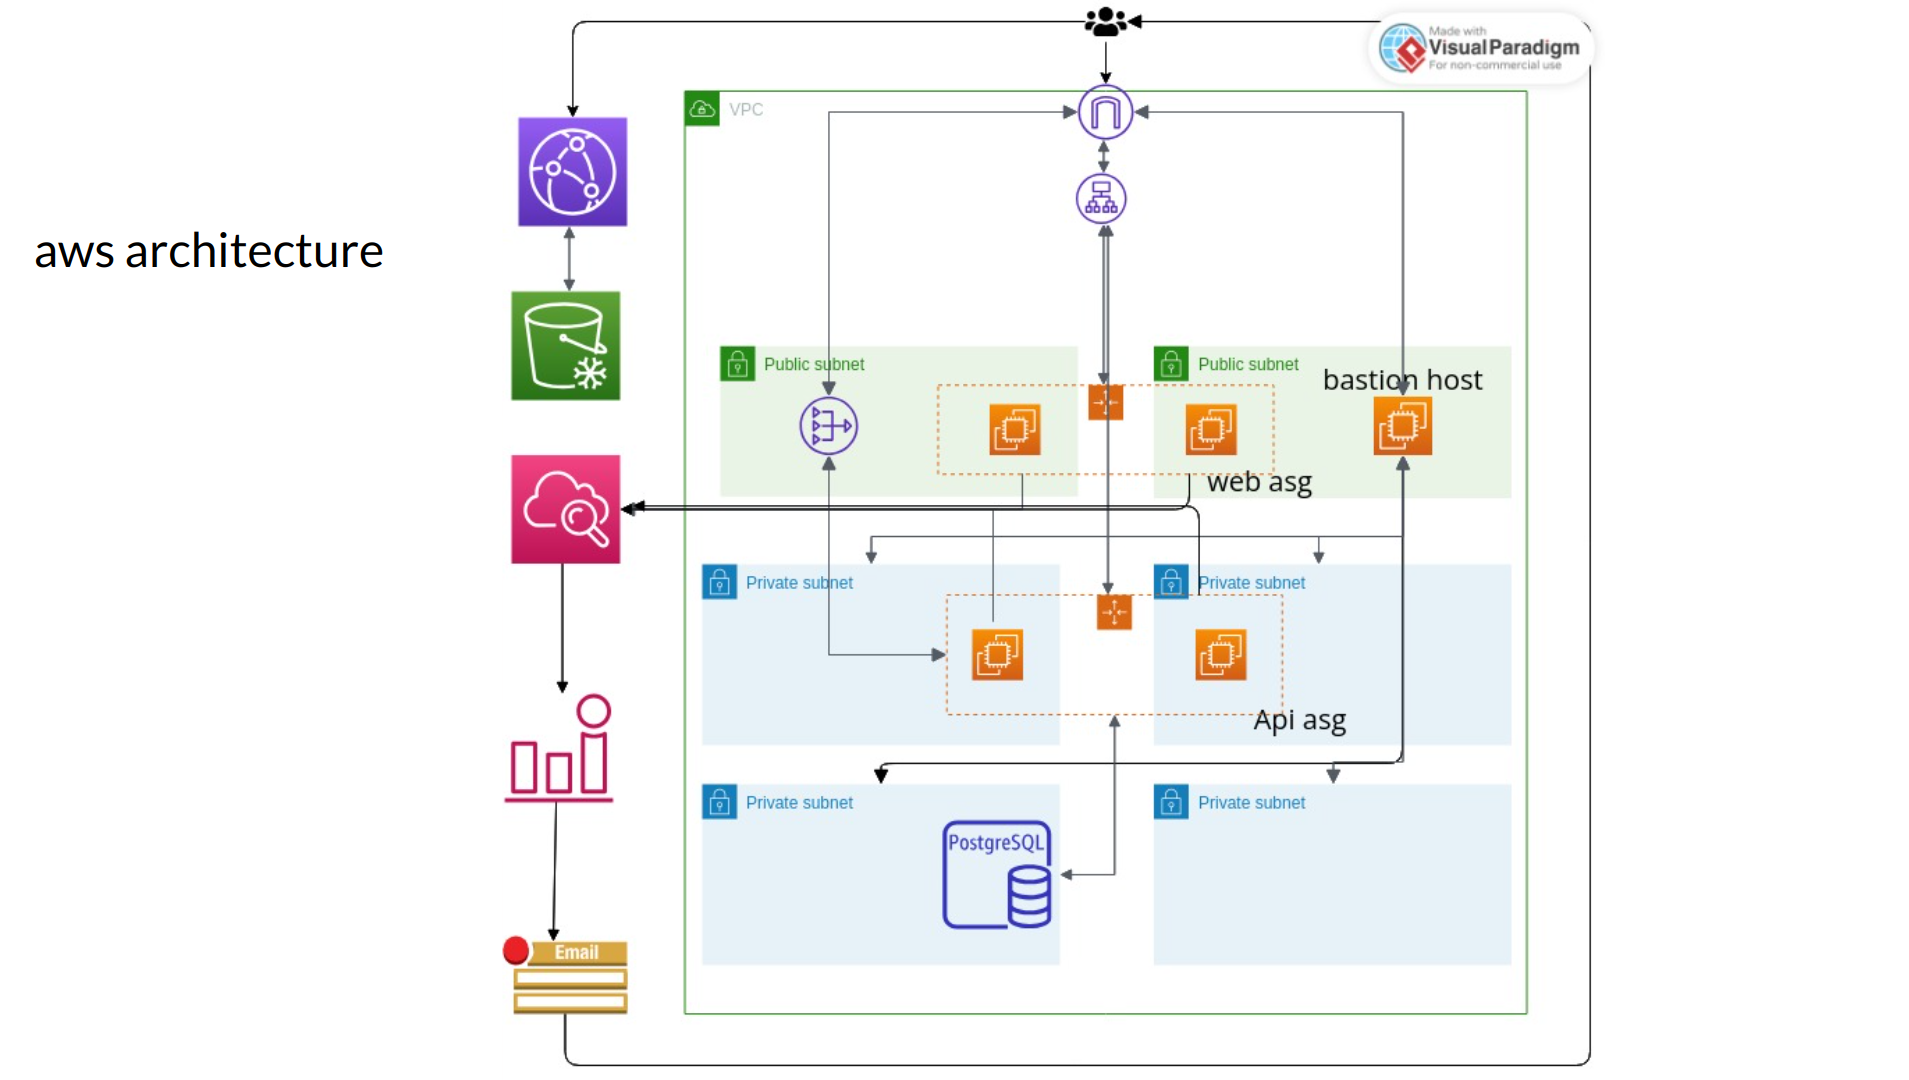 Made with
Visual Paradigm
For non-commercial use
VPC
aws architecture
Public subnet
Public subnet
bastion host
web asg
Private subnet
Private subnet
Api asg
Private subnet
Private subnet
PostgreSQL
Email